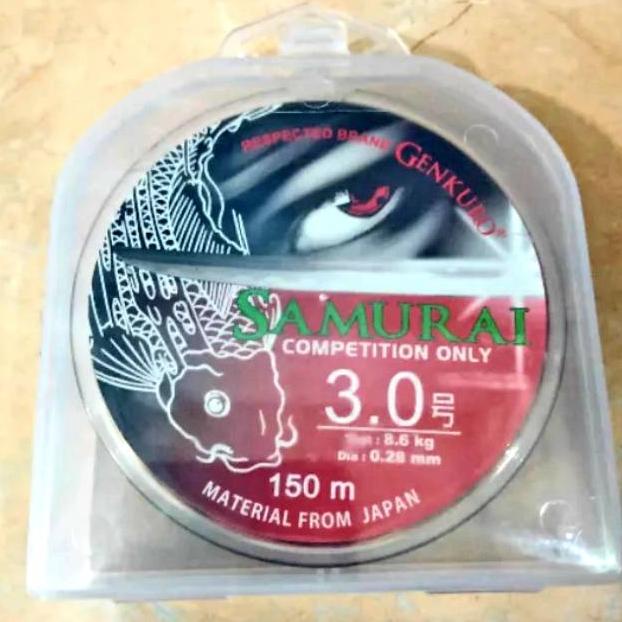 RESPECTED BRAND GENKURO®
SAMURAI
COMPETITION ONLY
3.0号
: 8.6 kg
Dia : 0.28 mm
150 m
MATERIAL FROM JAPAN